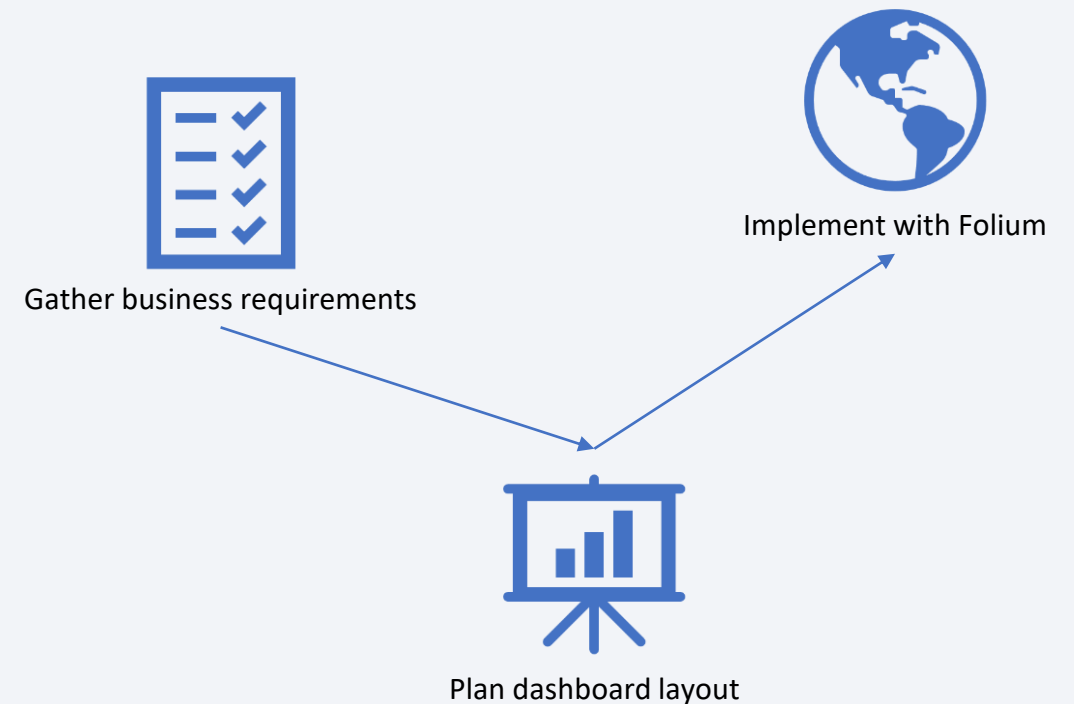 Gather business requirements
Plan dashboard layout
Implement with Folium